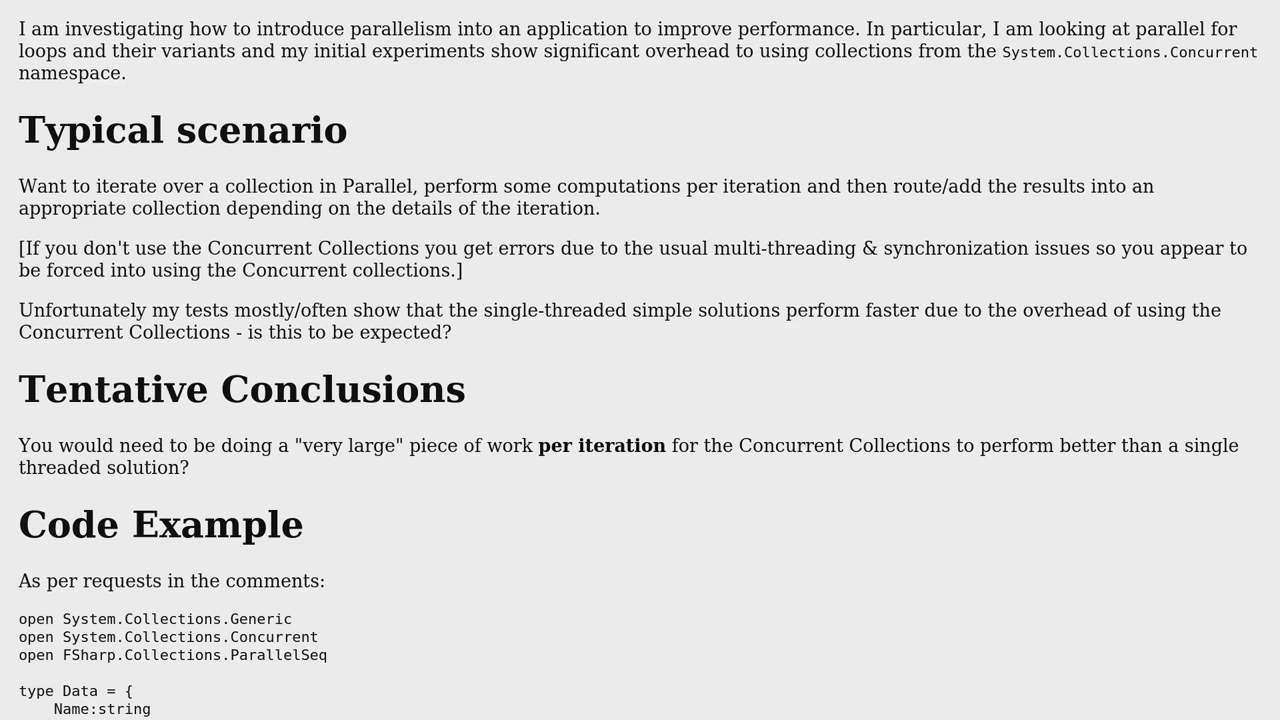 I am investigating how to introduce parallelism into an application to improve performance. In particular, I am looking at parallel for
loops and their variants and my initial experiments show significant overhead to using collections from the System.Collections.Concurrent
namespace.
Typical scenario
Want to iterate over a collection in Parallel, perform some computations per iteration and then route/add the results into an
appropriate collection depending on the details of the iteration.
[If you don't use the Concurrent Collections you get errors due to the usual multi-threading & synchronization issues so you appear to
be forced into using the Concurrent collections.]
Unfortunately my tests mostly/often show that the single-threaded simple solutions perform faster due to the overhead of using the
Concurrent Collections - is this to be expected?
Tentative Conclusions
You would need to be doing a "very large" piece of work per iteration for the Concurrent Collections to perform better than a single
threaded solution?
Code Example
As per requests in the comments:
open System.Collections.Generic
open System.Collections.Concurrent
open FSharp.Collections.ParallelSeq
type Data = {
    Name:string